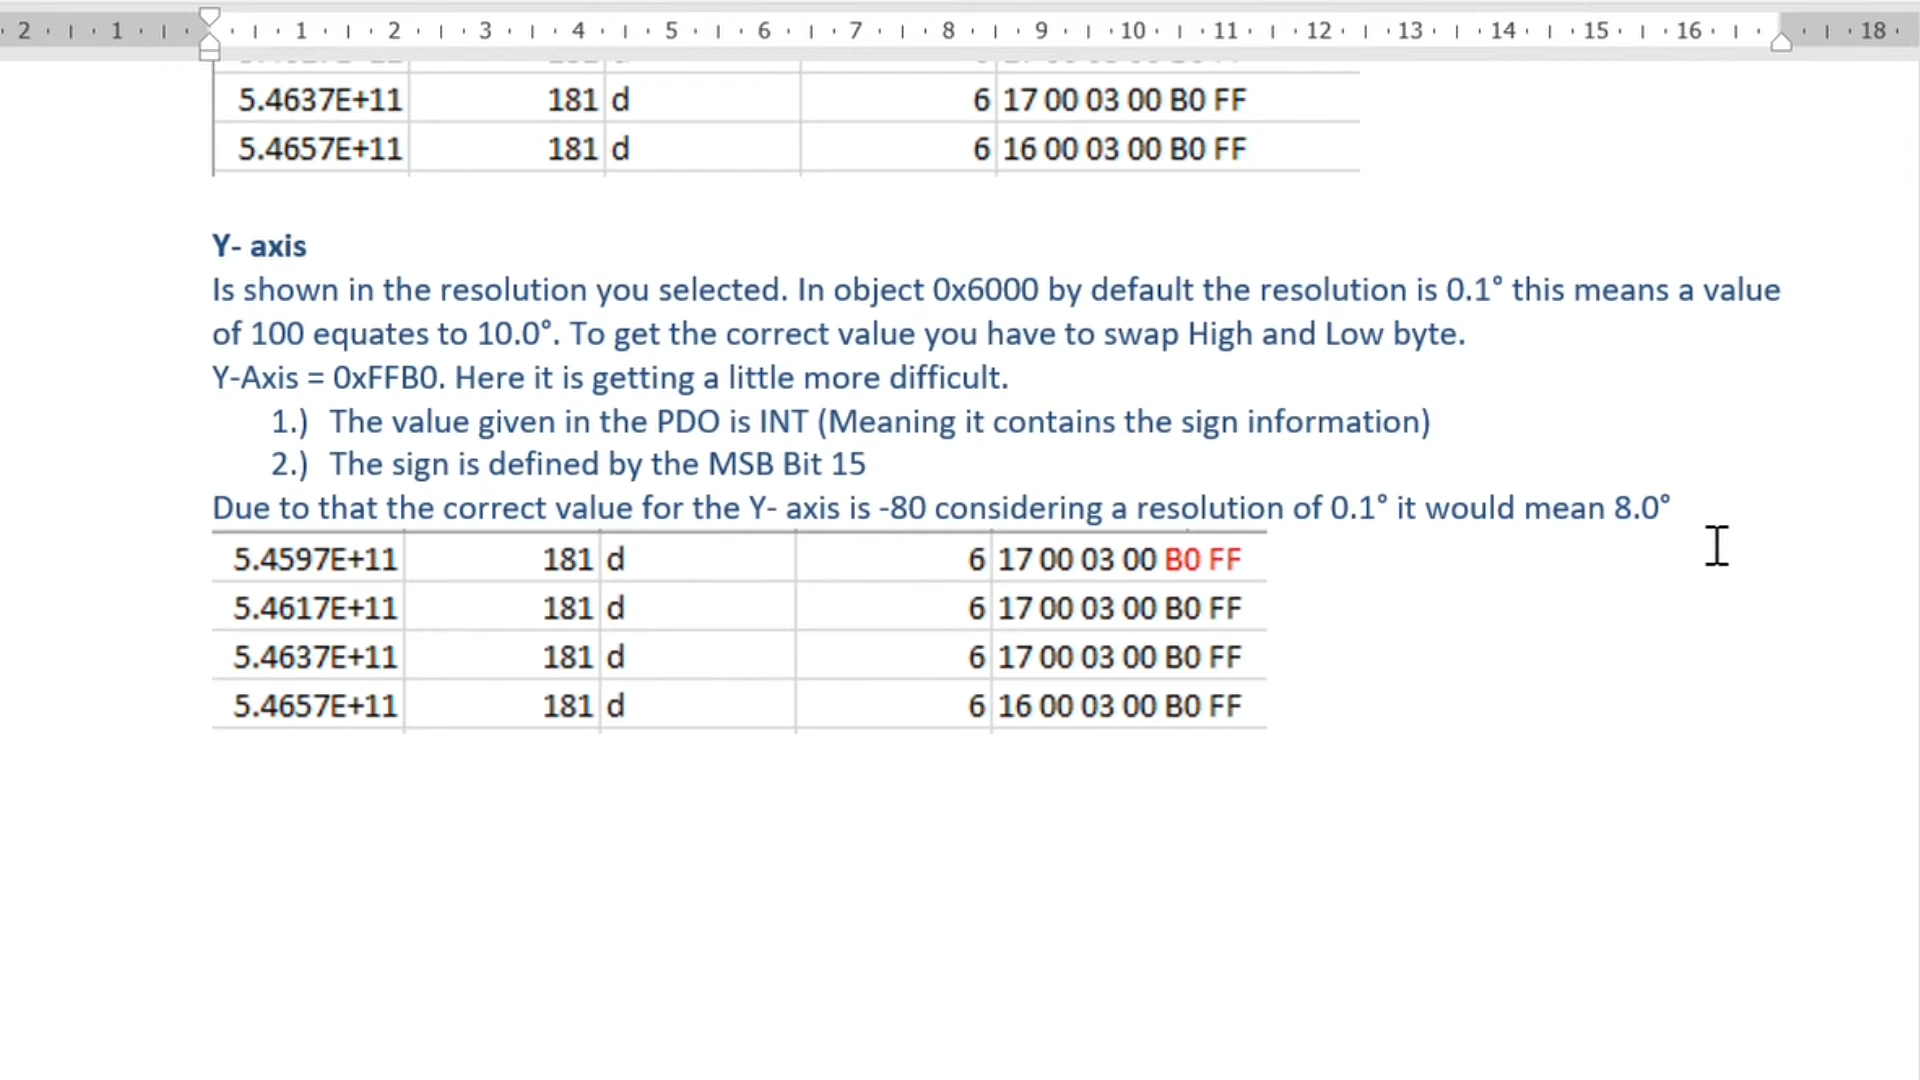 2 1 1 2 3 4 5 6 7 8 9 10 11 12 13 14 15 16 18
5.4637E+11 181 d 6 17 00 03 00 B0 FF
5.4657E+11 181 d 6 16 00 03 00 B0 FF
Y- axis
Is shown in the resolution you selected. In object 0x6000 by default the resolution is 0.1° this means a value
of 100 equates to 10.0°. To get the correct value you have to swap High and Low byte.
Y-Axis = 0xFFB0. Here it is getting a little more difficult.
1.) The value given in the PDO is INT (Meaning it contains the sign information)
2.) The sign is defined by the MSB Bit 15
Due to that the correct value for the Y- axis is -80 considering a resolution of 0.1° it would mean 8.0°
5.4597E+11 181 d 6 17 00 03 00 B0 FF
5.4617E+11 181 d 6 17 00 03 00 B0 FF
5.4637E+11 181 d 6 17 00 03 00 B0 FF
5.4657E+11 181 d 6 16 00 03 00 B0 FF